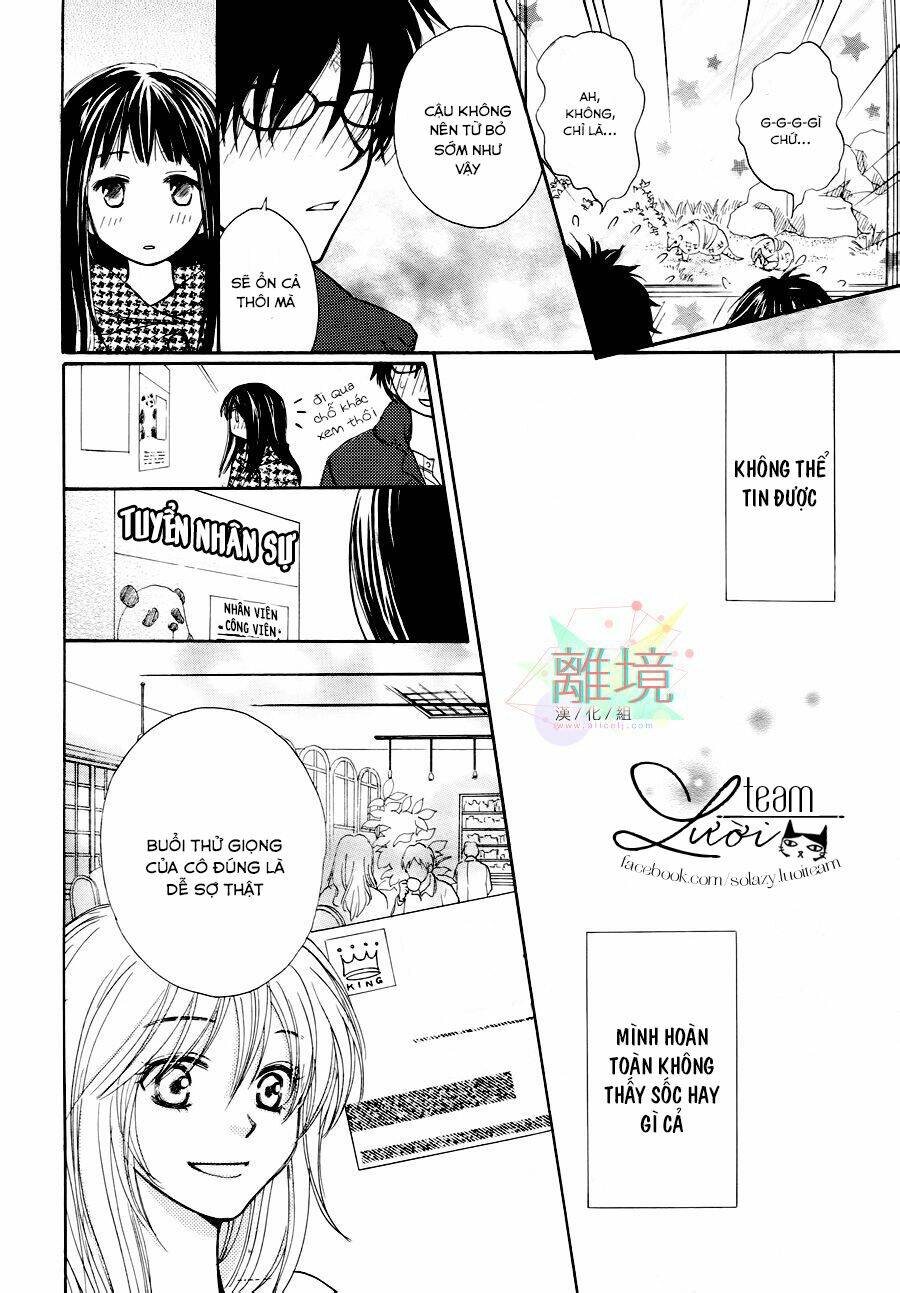 G-G-G-GÌ
CHỨ...
AH,
KHÔNG,
CHỈ LÀ...
CẬU KHÔNG
NÊN TỪ BỎ
SỚM NHƯ
VẬY
SẼ ỔN CẢ
THÔI MÀ
KHÔNG THỂ
TIN ĐƯỢC
đi qua
chỗ khác
xem thôi
TUYỂN NHÂN SỰ
NHÂN VIÊN
CÔNG VIÊN
離境
漢/化/組
www.alicelj.com
team
Lười
facebook.com/solazy.luoiteam
MÌNH HOÀN
TOÀN KHÔNG
THẤY SỐC HAY
GÌ CẢ
BUỔI THỬ GIỌNG
CỦA CÔ ĐÚNG LÀ
DỄ SỢ THẬT
KING